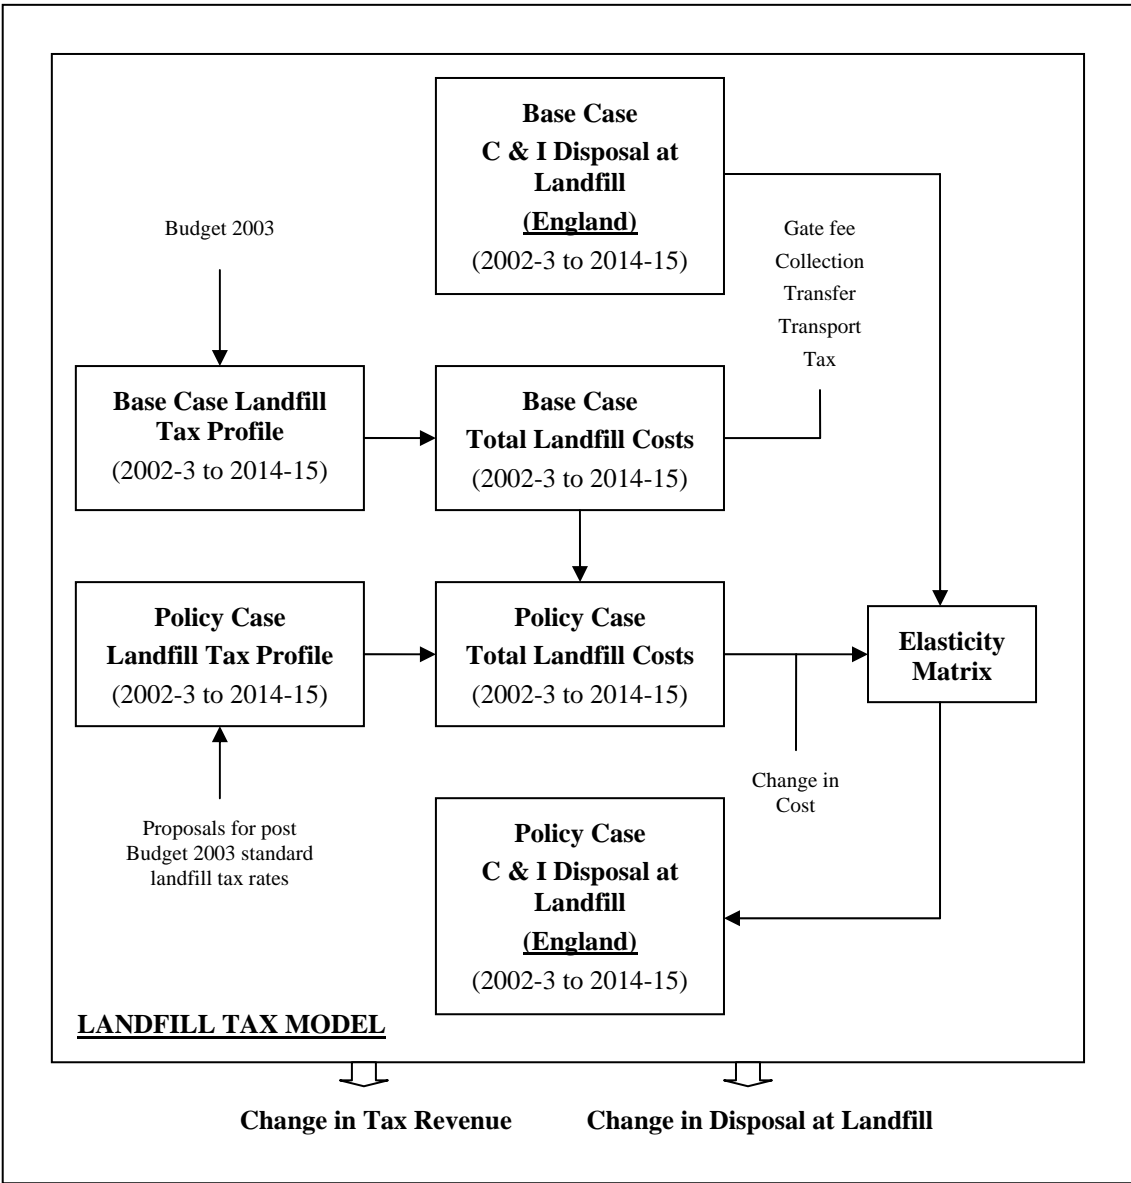 Base Case
C & I Disposal at
Landfill
(England)
(2002-3 to 2014-15)
Budget 2003
Gate fee
Collection
Transfer
Transport
Tax
Base Case Landfill
Tax Profile
(2002-3 to 2014-15)
Base Case
Total Landfill Costs
(2002-3 to 2014-15)
Policy Case
Landfill Tax Profile
(2002-3 to 2014-15)
Policy Case
Total Landfill Costs
(2002-3 to 2014-15)
Elasticity
Matrix
Change in
Cost
Proposals for post
Budget 2003 standard
landfill tax rates
Policy Case
C & I Disposal at
Landfill
(England)
(2002-3 to 2014-15)
LANDFILL TAX MODEL
Change in Tax Revenue
Change in Disposal at Landfill